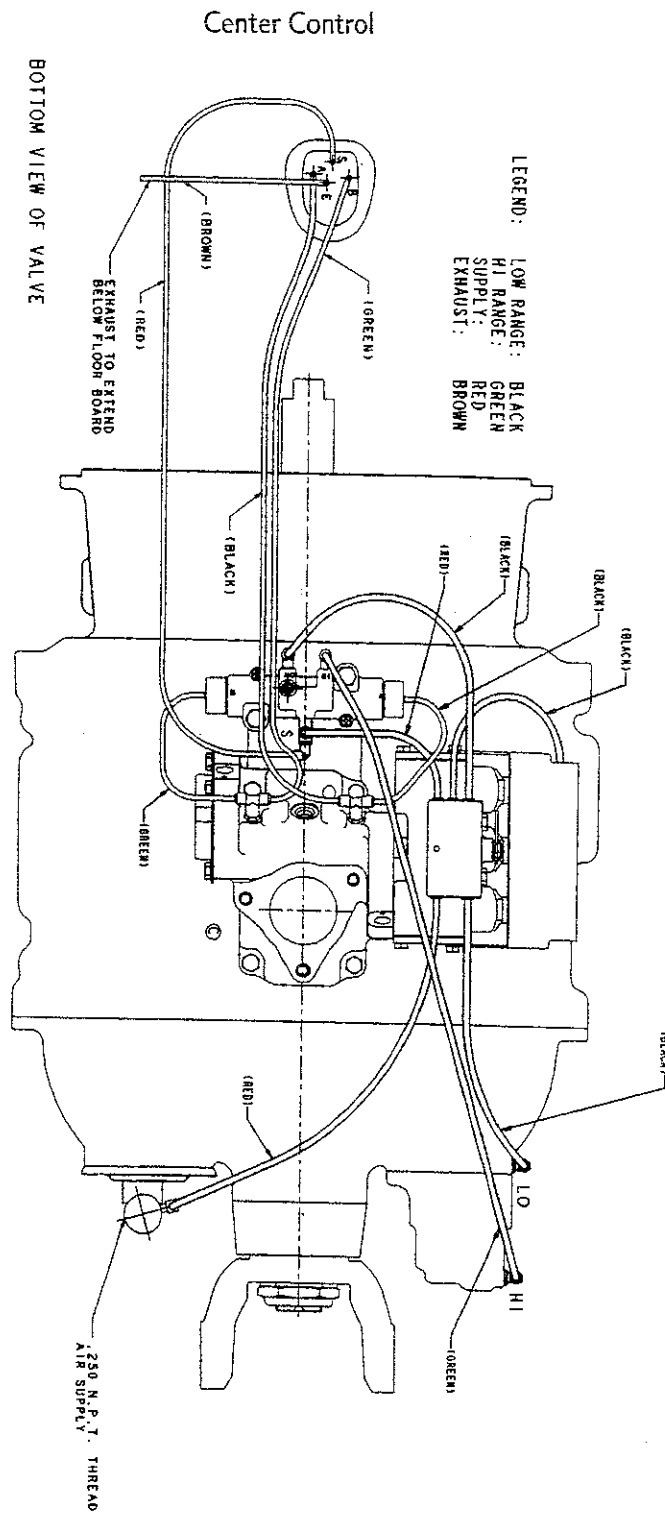 Center Control
BOTTOM VIEW OF VALVE
LEGEND: LOW RANGE: BLACK
HI RANGE: GREEN
SUPPLY: RED
EXHAUST: BROWN
S
A
B
E
(GREEN)
(BROWN)
(RED)
EXHAUST TO EXTEND
BELOW FLOOR BOARD
(BLACK)
(RED)
(BLACK)
(BLACK)
(BLACK)
S
(GREEN)
(BLACK)
(RED)
LO
HI
(GREEN)
.250 N.P.T. THREAD
AIR SUPPLY